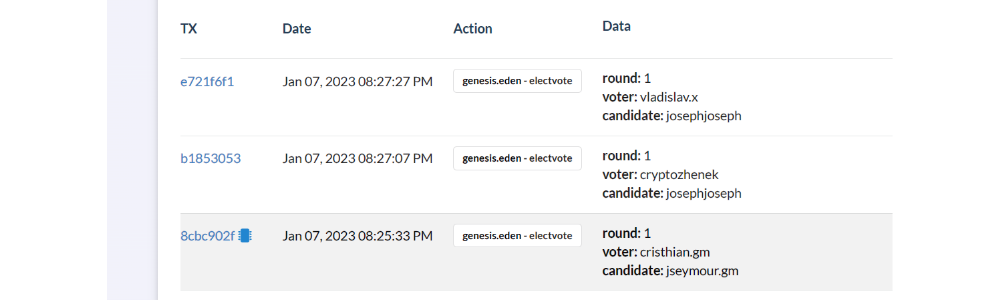 TX Date Action Data
e721f6f1 Jan 07, 2023 08:27:27 PM genesis.eden - electvote round: 1
voter: vladislav.x
candidate: josephjoseph
b1853053 Jan 07, 2023 08:27:07 PM genesis.eden - electvote round: 1
voter: cryptozhenek
candidate: josephjoseph
8cbc902f Jan 07, 2023 08:25:33 PM genesis.eden - electvote round: 1
voter: cristhian.gm
candidate: jseymour.gm